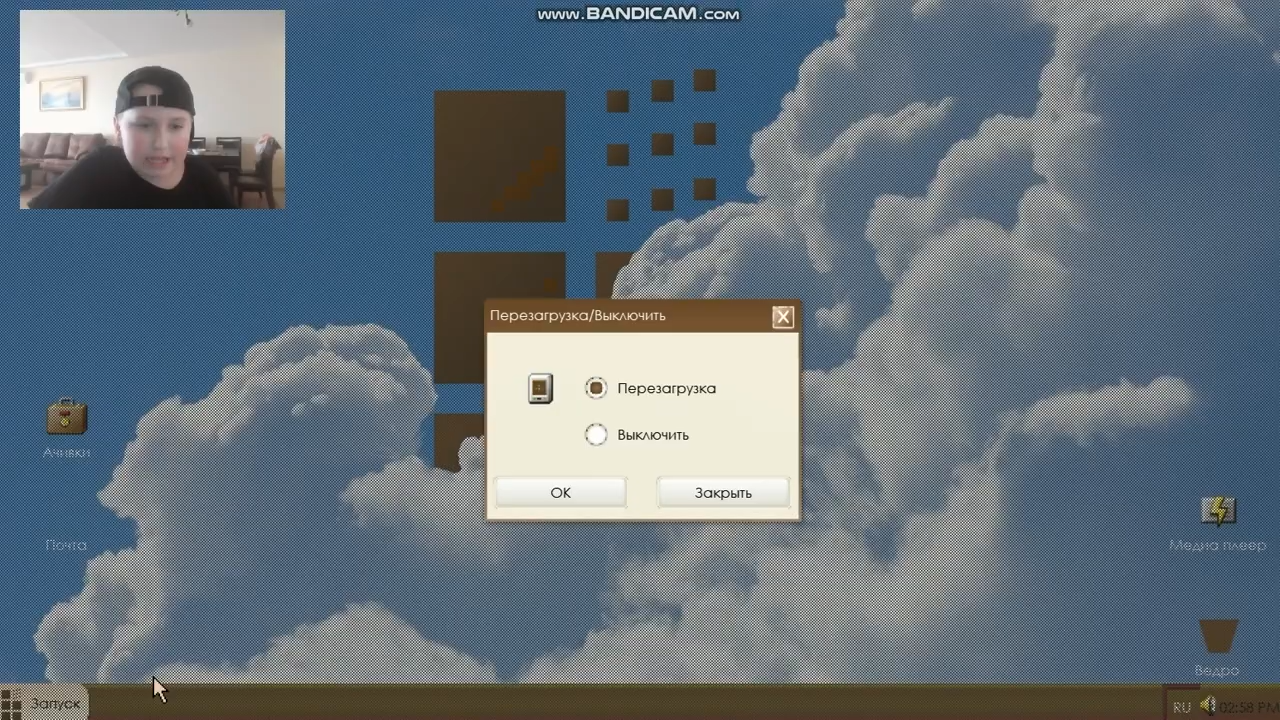 www.BANDICAM.com
Перезагрузка/Выключить
Перезагрузка
Выключить
OK
Закрыть
Ачивки
Почта
Медиа плеер
Ведро
Запуск
RU
02:58 PM